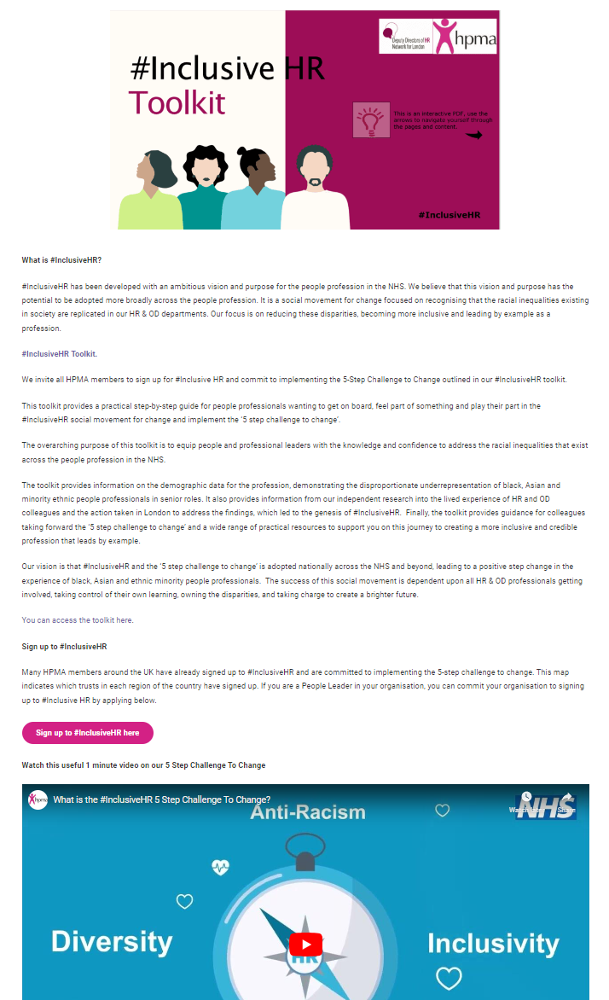 Deputy Directors of HR
Network for London
hpma
#Inclusive HR
Toolkit
This is an interactive PDF, use the
arrows to navigate yourself through
the pages and content.
#InclusiveHR
What is #InclusiveHR?
#InclusiveHR has been developed with an ambitious vision and purpose for the people profession in the NHS. We believe that this vision and purpose has the
potential to be adopted more broadly across the people profession. It is a social movement for change focused on recognising that the racial inequalities existing
in society are replicated in our HR & OD departments. Our focus is on reducing these disparities, becoming more inclusive and leading by example as a
profession.
#InclusiveHR Toolkit.
We invite all HPMA members to sign up for #Inclusive HR and commit to implementing the 5-Step Challenge to Change outlined in our #InclusiveHR toolkit.
This toolkit provides a practical step-by-step guide for people professionals wanting to get on board, feel part of something and play their part in the
#InclusiveHR social movement for change and implement the ‘5 step challenge to change’.
The overarching purpose of this toolkit is to equip people and professional leaders with the knowledge and confidence to address the racial inequalities that exist
across the people profession in the NHS.
The toolkit provides information on the demographic data for the profession, demonstrating the disproportionate underrepresentation of black, Asian and
minority ethnic people professionals in senior roles. It also provides information from our independent research into the lived experience of HR and OD
colleagues and the action taken in London to address the findings, which led to the genesis of #InclusiveHR.  Finally, the toolkit provides guidance for colleagues
taking forward the ‘5 step challenge to change’ and a wide range of practical resources to support you on this journey to creating a more inclusive and credible
profession that leads by example.
Our vision is that #InclusiveHR and the ‘5 step challenge to change’ is adopted nationally across the NHS and beyond, leading to a positive step change in the
experience of black, Asian and ethnic minority people professionals.  The success of this social movement is dependent upon all HR & OD professionals getting
involved, taking control of their own learning, owning the disparities, and taking charge to create a brighter future.
You can access the toolkit here.
Sign up to #InclusiveHR
Many HPMA members around the UK have already signed up to #InclusiveHR and are committed to implementing the 5-step challenge to change. This map
indicates which trusts in each region of the country have signed up. If you are a People Leader in your organisation, you can commit your organisation to signing
up to #Inclusive HR by applying below.
Sign up to #InclusiveHR here
Watch this useful 1 minute video on our 5 Step Challenge To Change
hpma
What is the #InclusiveHR 5 Step Challenge To Change?
Watch later
Share
NHS
Anti-Racism
Diversity
Inclusivity
HR